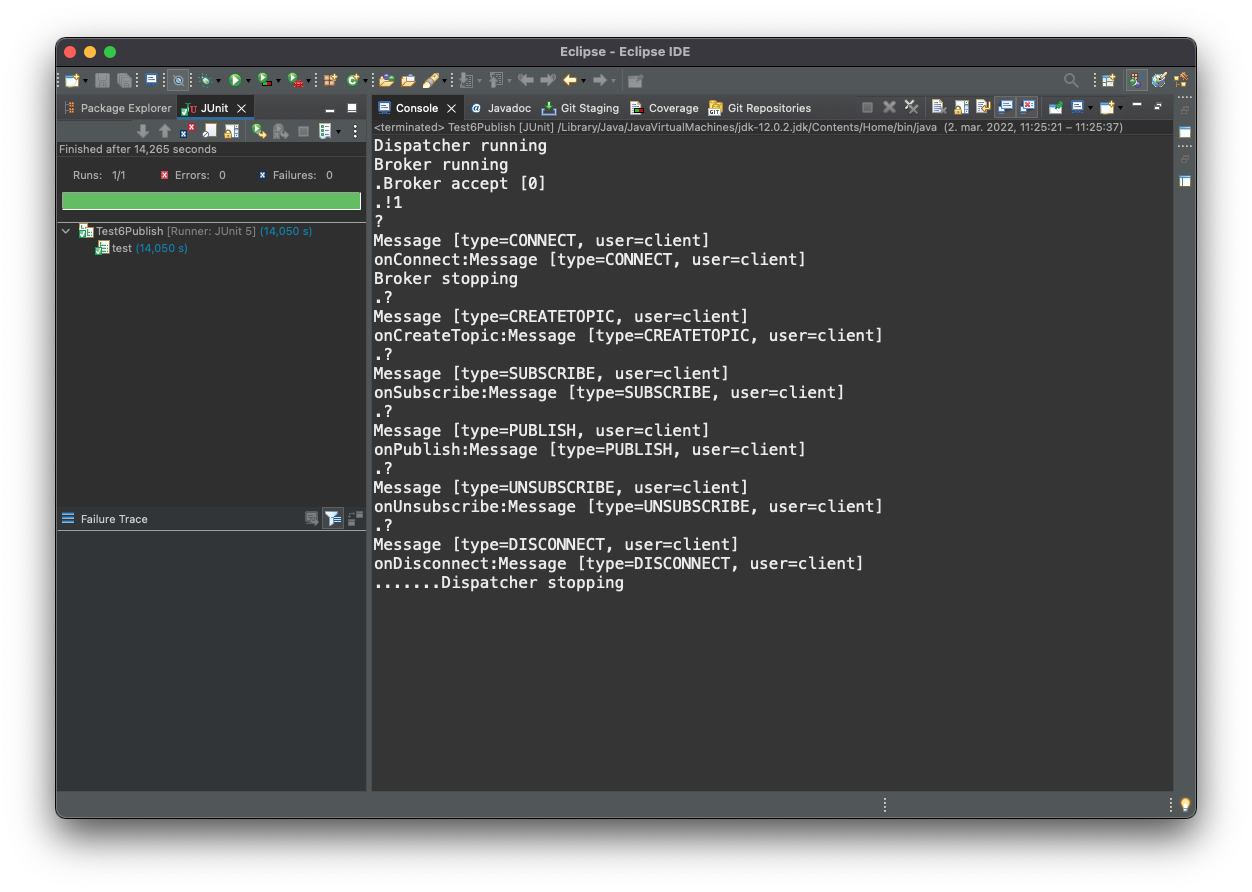 Eclipse - Eclipse IDE
Package Explorer
JUnit
Finished after 14,265 seconds
Runs: 1/1
Errors: 0
Failures: 0
Test6Publish [Runner: JUnit 5] (14,050 s)
test (14,050 s)
Failure Trace
Console
@ Javadoc
Git Staging
Coverage
GIT
Git Repositories
<terminated> Test6Publish [JUnit] /Library/Java/JavaVirtualMachines/jdk-12.0.2.jdk/Contents/Home/bin/java (2. mar. 2022, 11:25:21 – 11:25:37)
Dispatcher running
Broker running
.Broker accept [0]
.!1
?
Message [type=CONNECT, user=client]
onConnect:Message [type=CONNECT, user=client]
Broker stopping
.?
Message [type=CREATETOPIC, user=client]
onCreateTopic:Message [type=CREATETOPIC, user=client]
.?
Message [type=SUBSCRIBE, user=client]
onSubscribe:Message [type=SUBSCRIBE, user=client]
.?
Message [type=PUBLISH, user=client]
onPublish:Message [type=PUBLISH, user=client]
.?
Message [type=UNSUBSCRIBE, user=client]
onUnsubscribe:Message [type=UNSUBSCRIBE, user=client]
.?
Message [type=DISCONNECT, user=client]
onDisconnect:Message [type=DISCONNECT, user=client]
.......Dispatcher stopping